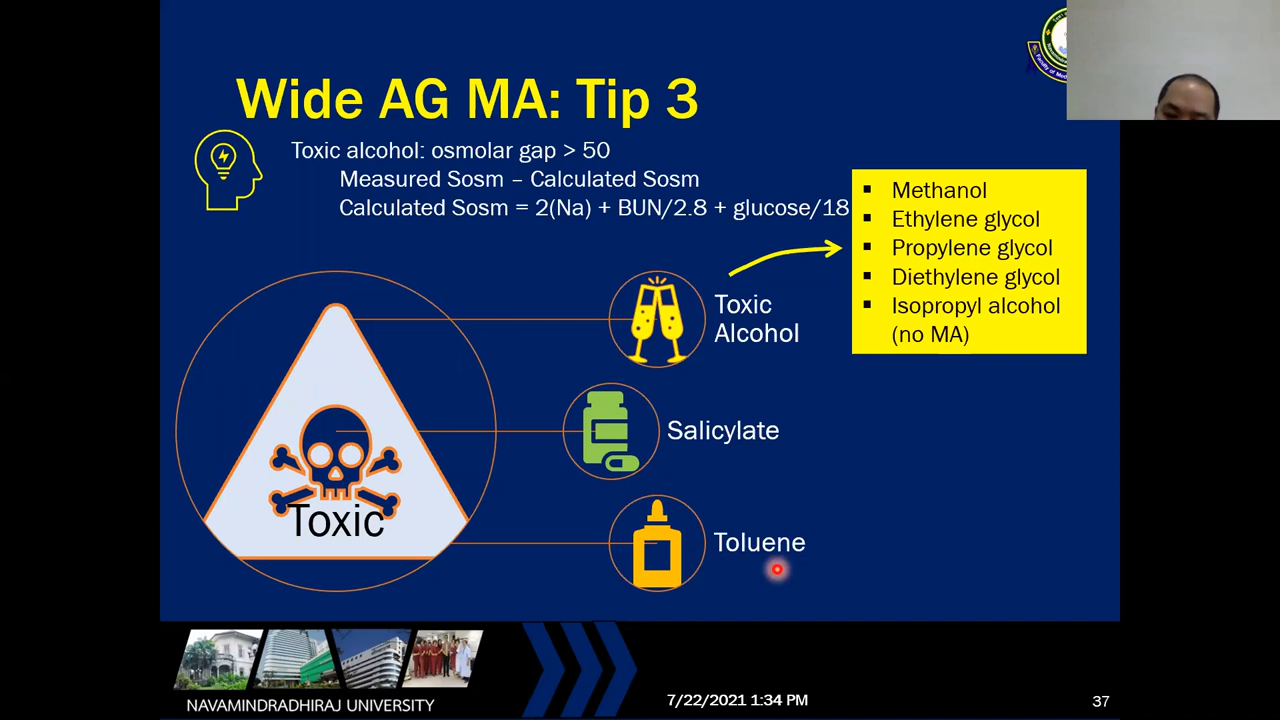 Wide AG MA: Tip 3
Toxic alcohol: osmolar gap > 50
Measured Sosm – Calculated Sosm
Calculated Sosm = 2(Na) + BUN/2.8 + glucose/18
▪ Methanol
▪ Ethylene glycol
▪ Propylene glycol
▪ Diethylene glycol
▪ Isopropyl alcohol
(no MA)
Toxic
Alcohol
Salicylate
Toxic
Toluene
NAVAMINDRADHIRAJ UNIVERSITY
7/22/2021 1:34 PM
37